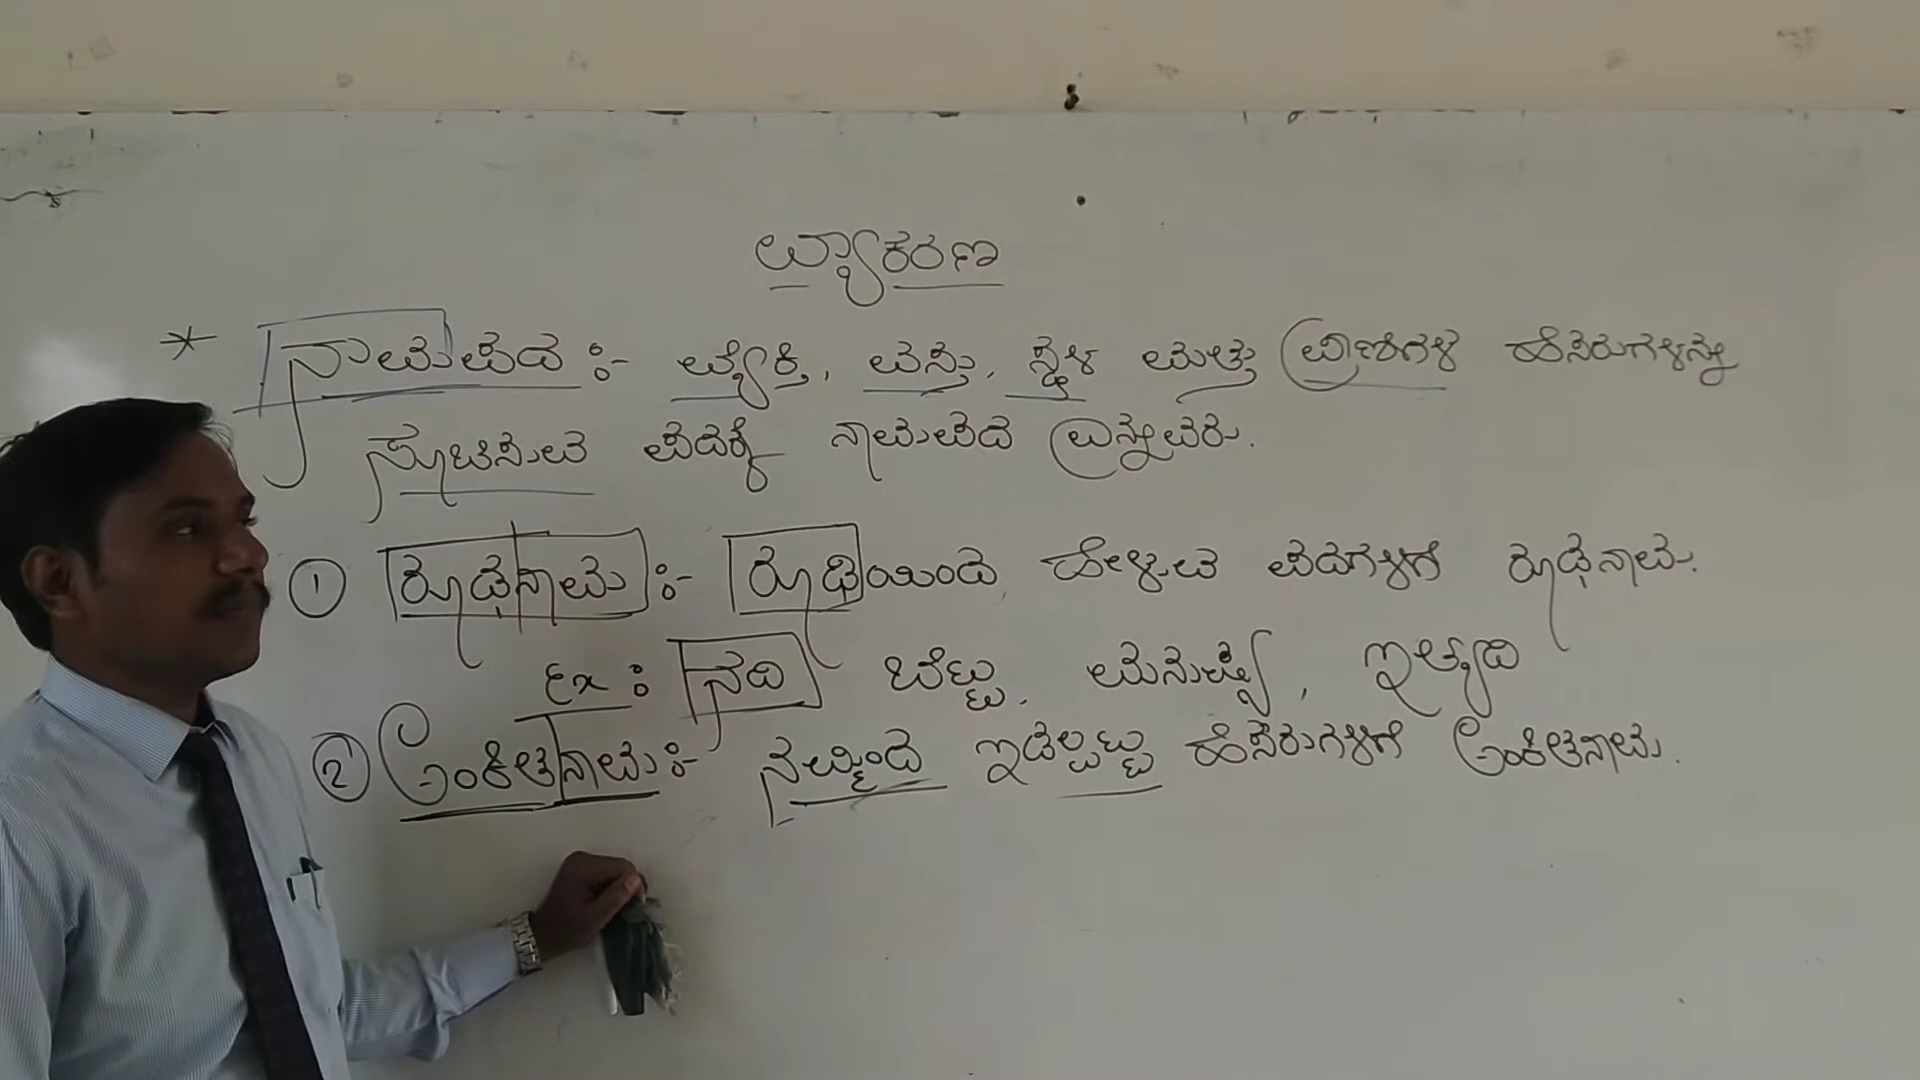 ವ್ಯಾಕರಣ
* ನಾಮಪದ :- ವ್ಯಕ್ತಿ, ವಸ್ತು, ಸ್ಥಳ ಮತ್ತು ಪ್ರಾಣಿಗಳ ಹೆಸರುಗಳನ್ನು
ಸೂಚಿಸುವ ಪದಕ್ಕೆ ನಾಮಪದ ಎನ್ನುವರು.
① ರೂಢನಾಮ :- ರೂಢಿಯಿಂದ ಹೇಳುವ ಪದಗಳಿಗೆ ರೂಢನಾಮ.
Ex : ನದಿ ಬೆಟ್ಟ, ಮನುಷ್ಯ, ಇತ್ಯಾದಿ
② ಅಂಕಿತನಾಮ :- ನಮ್ಮಿಂದ ಇಡಲ್ಪಟ್ಟ ಹೆಸರುಗಳಿಗೆ ಅಂಕಿತನಾಮ.